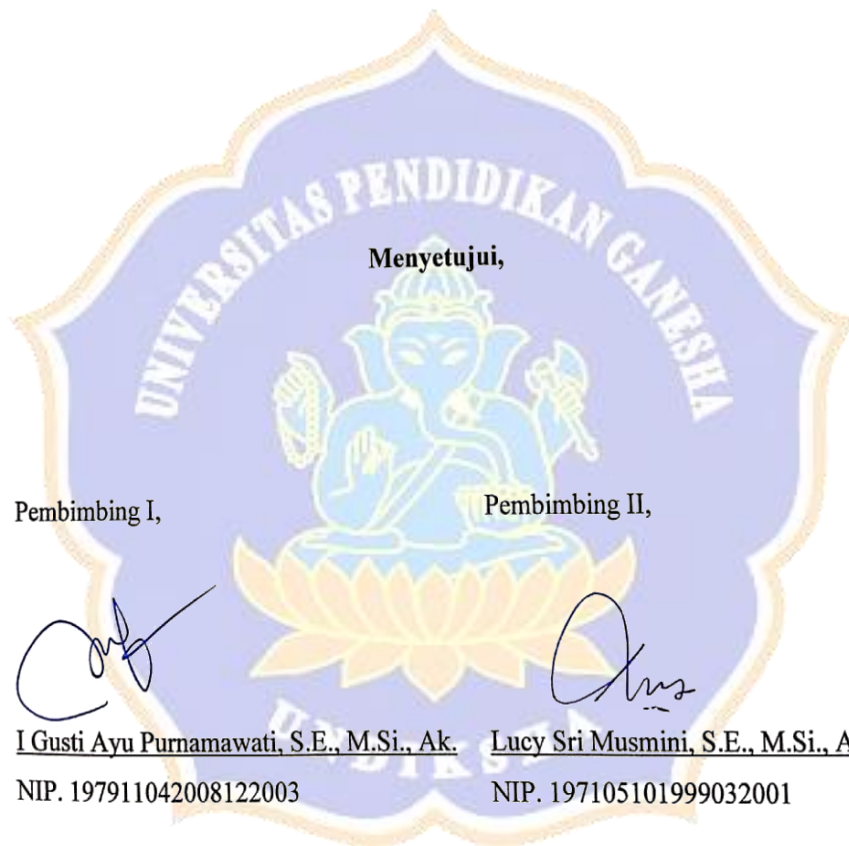 UNIVERSITAS PENDIDIKAN GANESHA
Menyetujui,
Pembimbing I,
Pembimbing II,
I Gusti Ayu Purnamawati, S.E., M.Si., Ak.
Lucy Sri Musmini, S.E., M.Si., A
NIP. 197911042008122003
NIP. 197105101999032001
UNDIKSHA